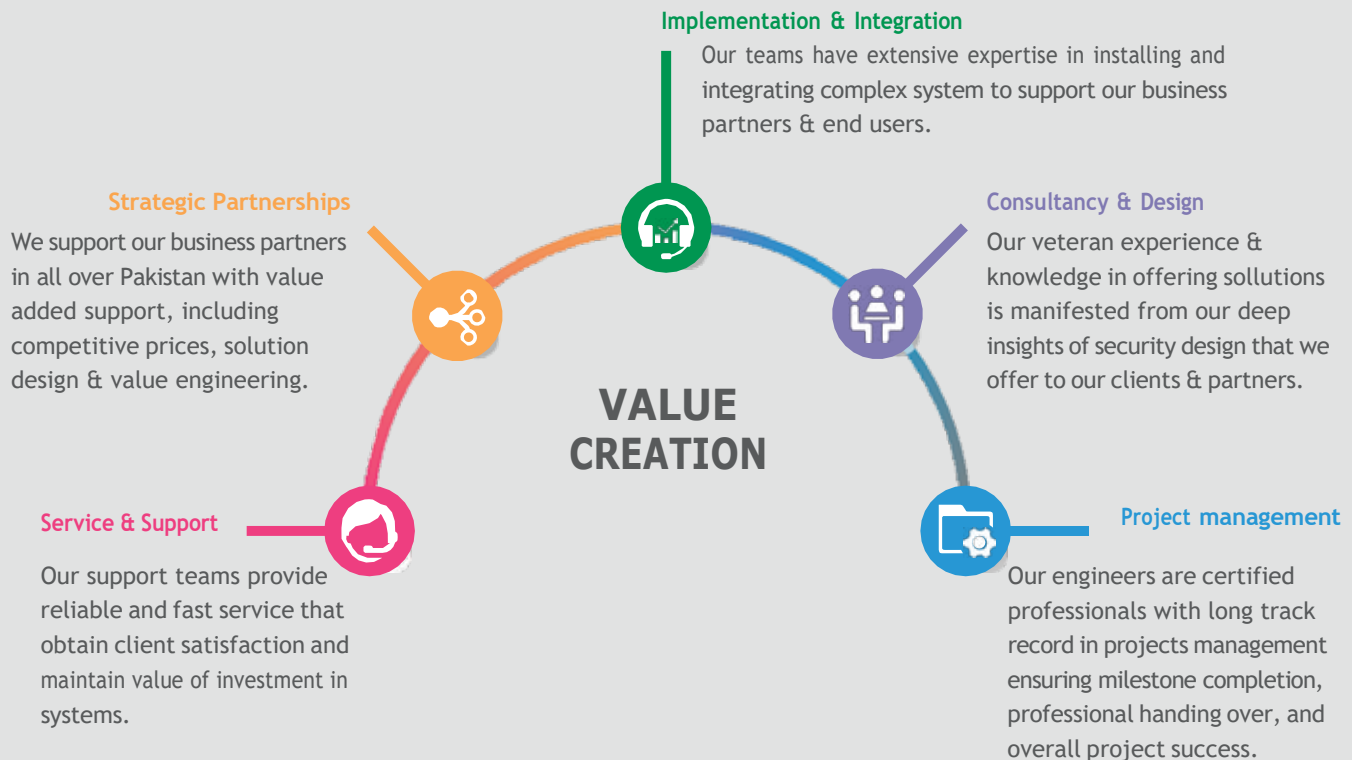 Implementation & Integration
Our teams have extensive expertise in installing and
integrating complex system to support our business
partners & end users.
Strategic Partnerships
We support our business partners
in all over Pakistan with value
added support, including
competitive prices, solution
design & value engineering.
Consultancy & Design
Our veteran experience &
knowledge in offering sollutions
is manifested from our deep
insights of security design that we
offer to our clients & partners.
VALUE
CREATION
Service & Support
Our support teams provide
reliable and fast service that
obtain client satisfaction and
maintain value of investment in
systems.
Project management
Our engineers are certified
professionals with long track
record in projects management
ensuring milestone completion,
professional handing over, and
overall project success.